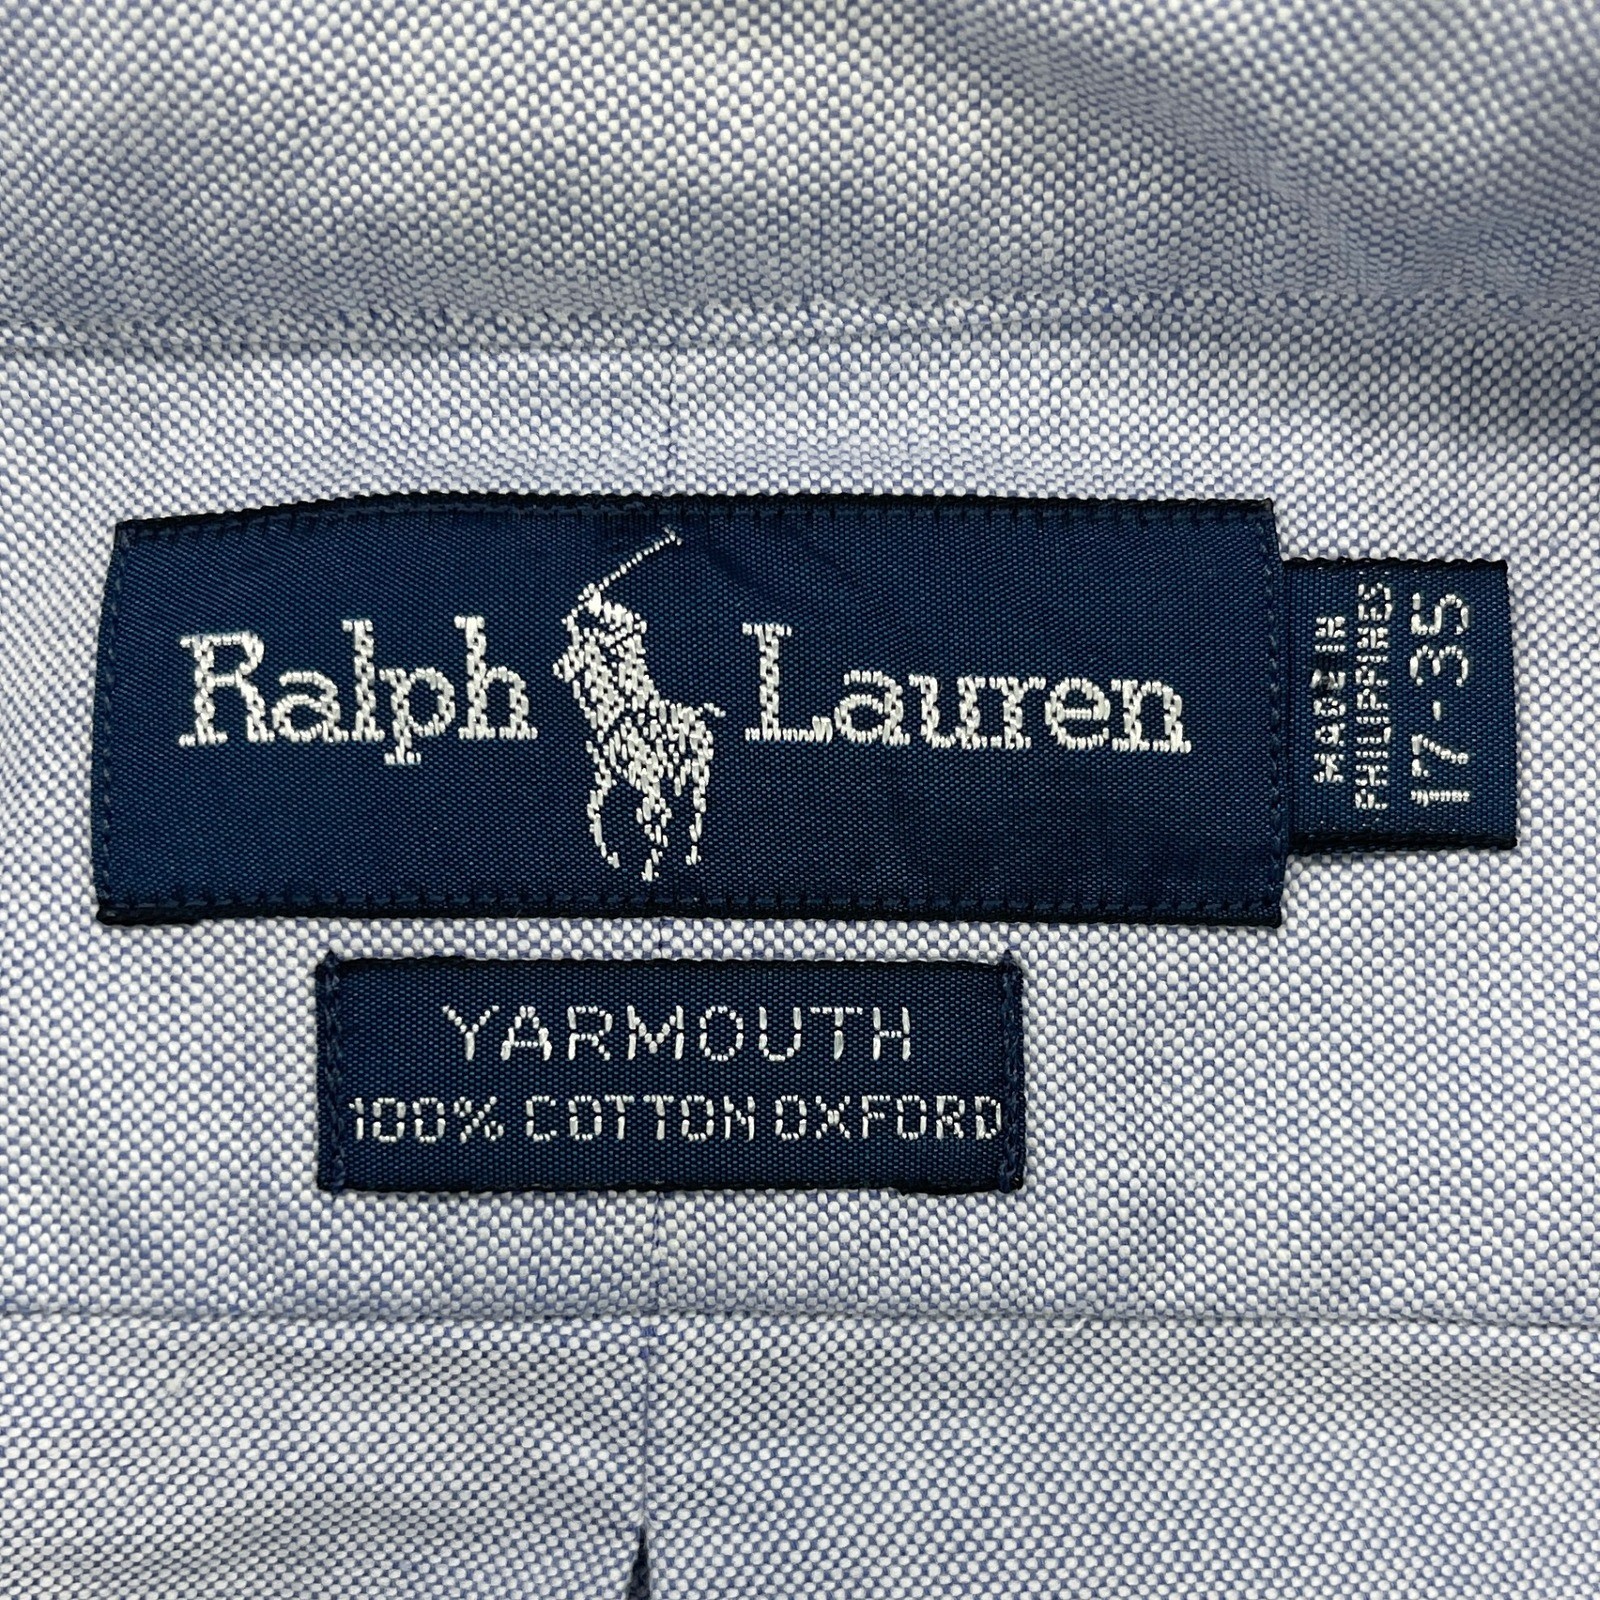 Ralph Lauren
MADE IN
PHILIPPINES
17-35
YARMOUTH
100% COTTON OXFORD